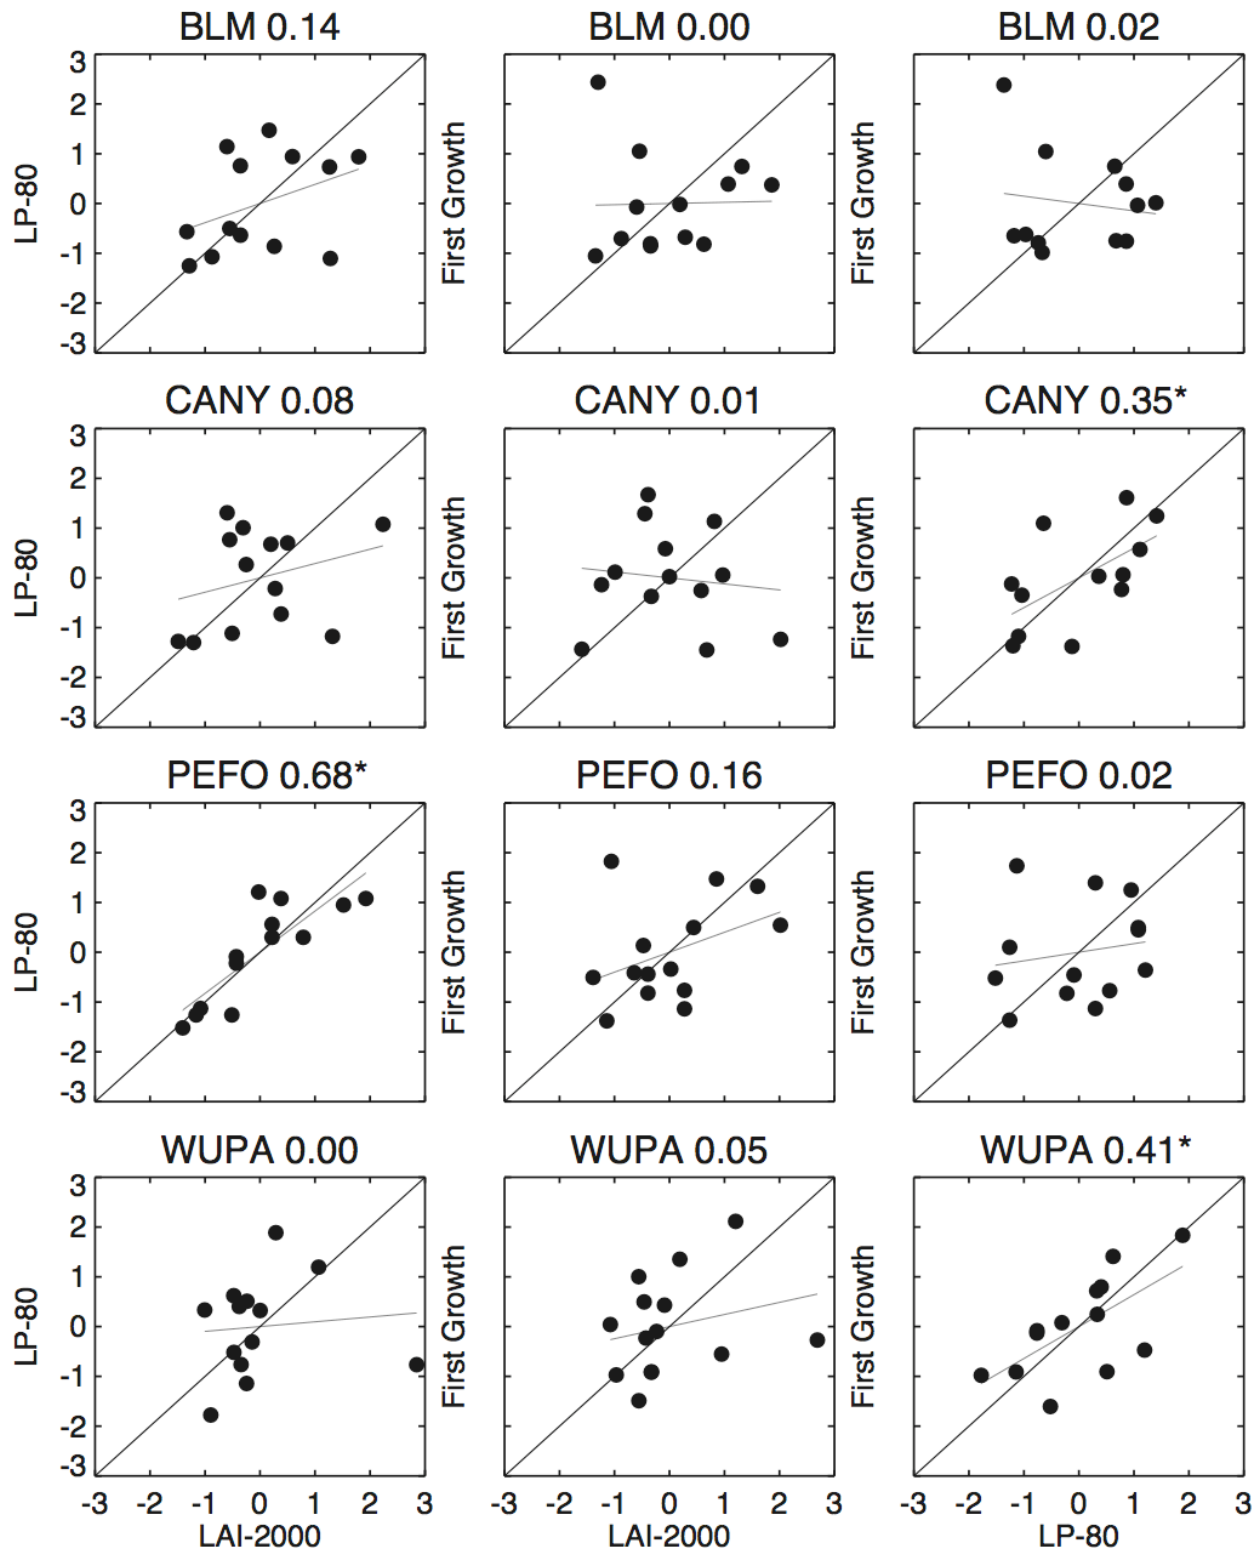 BLM 0.14 BLM 0.00 BLM 0.02
3
2
1
0
-1
-2
-3
LP-80
First Growth
First Growth
CANY 0.08 CANY 0.01 CANY 0.35*
3
2
1
0
-1
-2
-3
LP-80
First Growth
First Growth
PEFO 0.68* PEFO 0.16 PEFO 0.02
3
2
1
0
-1
-2
-3
LP-80
First Growth
First Growth
WUPA 0.00 WUPA 0.05 WUPA 0.41*
3
2
1
0
-1
-2
-3
LP-80
First Growth
First Growth
-3 -2 -1 0 1 2 3 -3 -2 -1 0 1 2 3 -3 -2 -1 0 1 2 3
LAI-2000 LAI-2000 LP-80